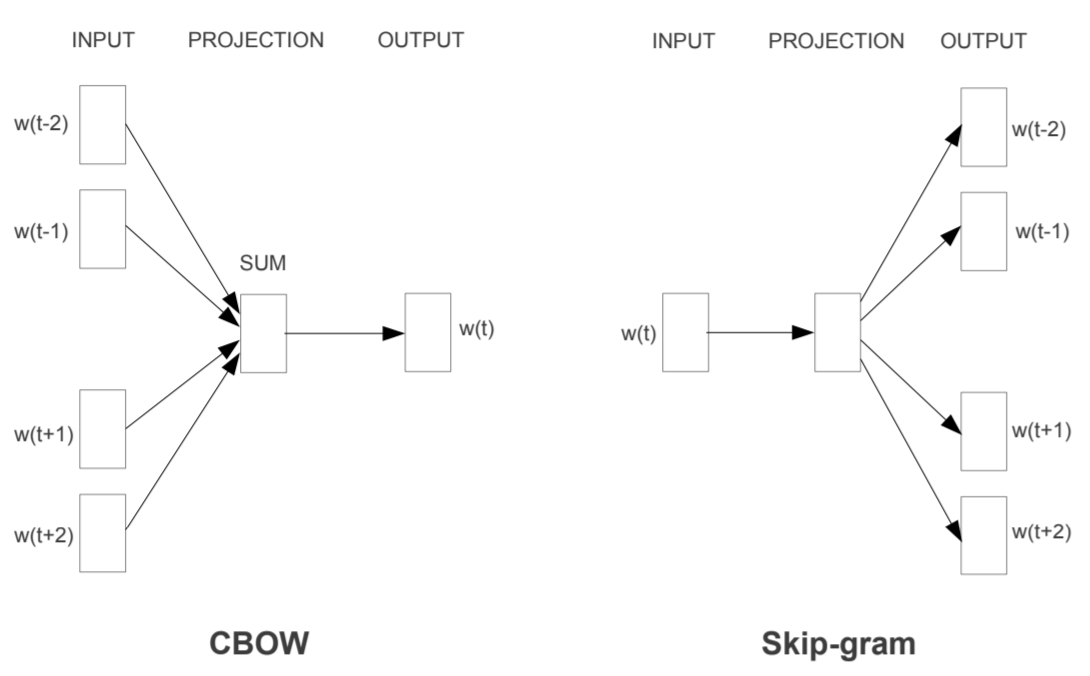 INPUT PROJECTION OUTPUT
w(t-2)
w(t-1)
SUM
w(t)
w(t+1)
w(t+2)
CBOW
INPUT PROJECTION OUTPUT
w(t-2)
w(t-1)
w(t)
w(t+1)
w(t+2)
Skip-gram